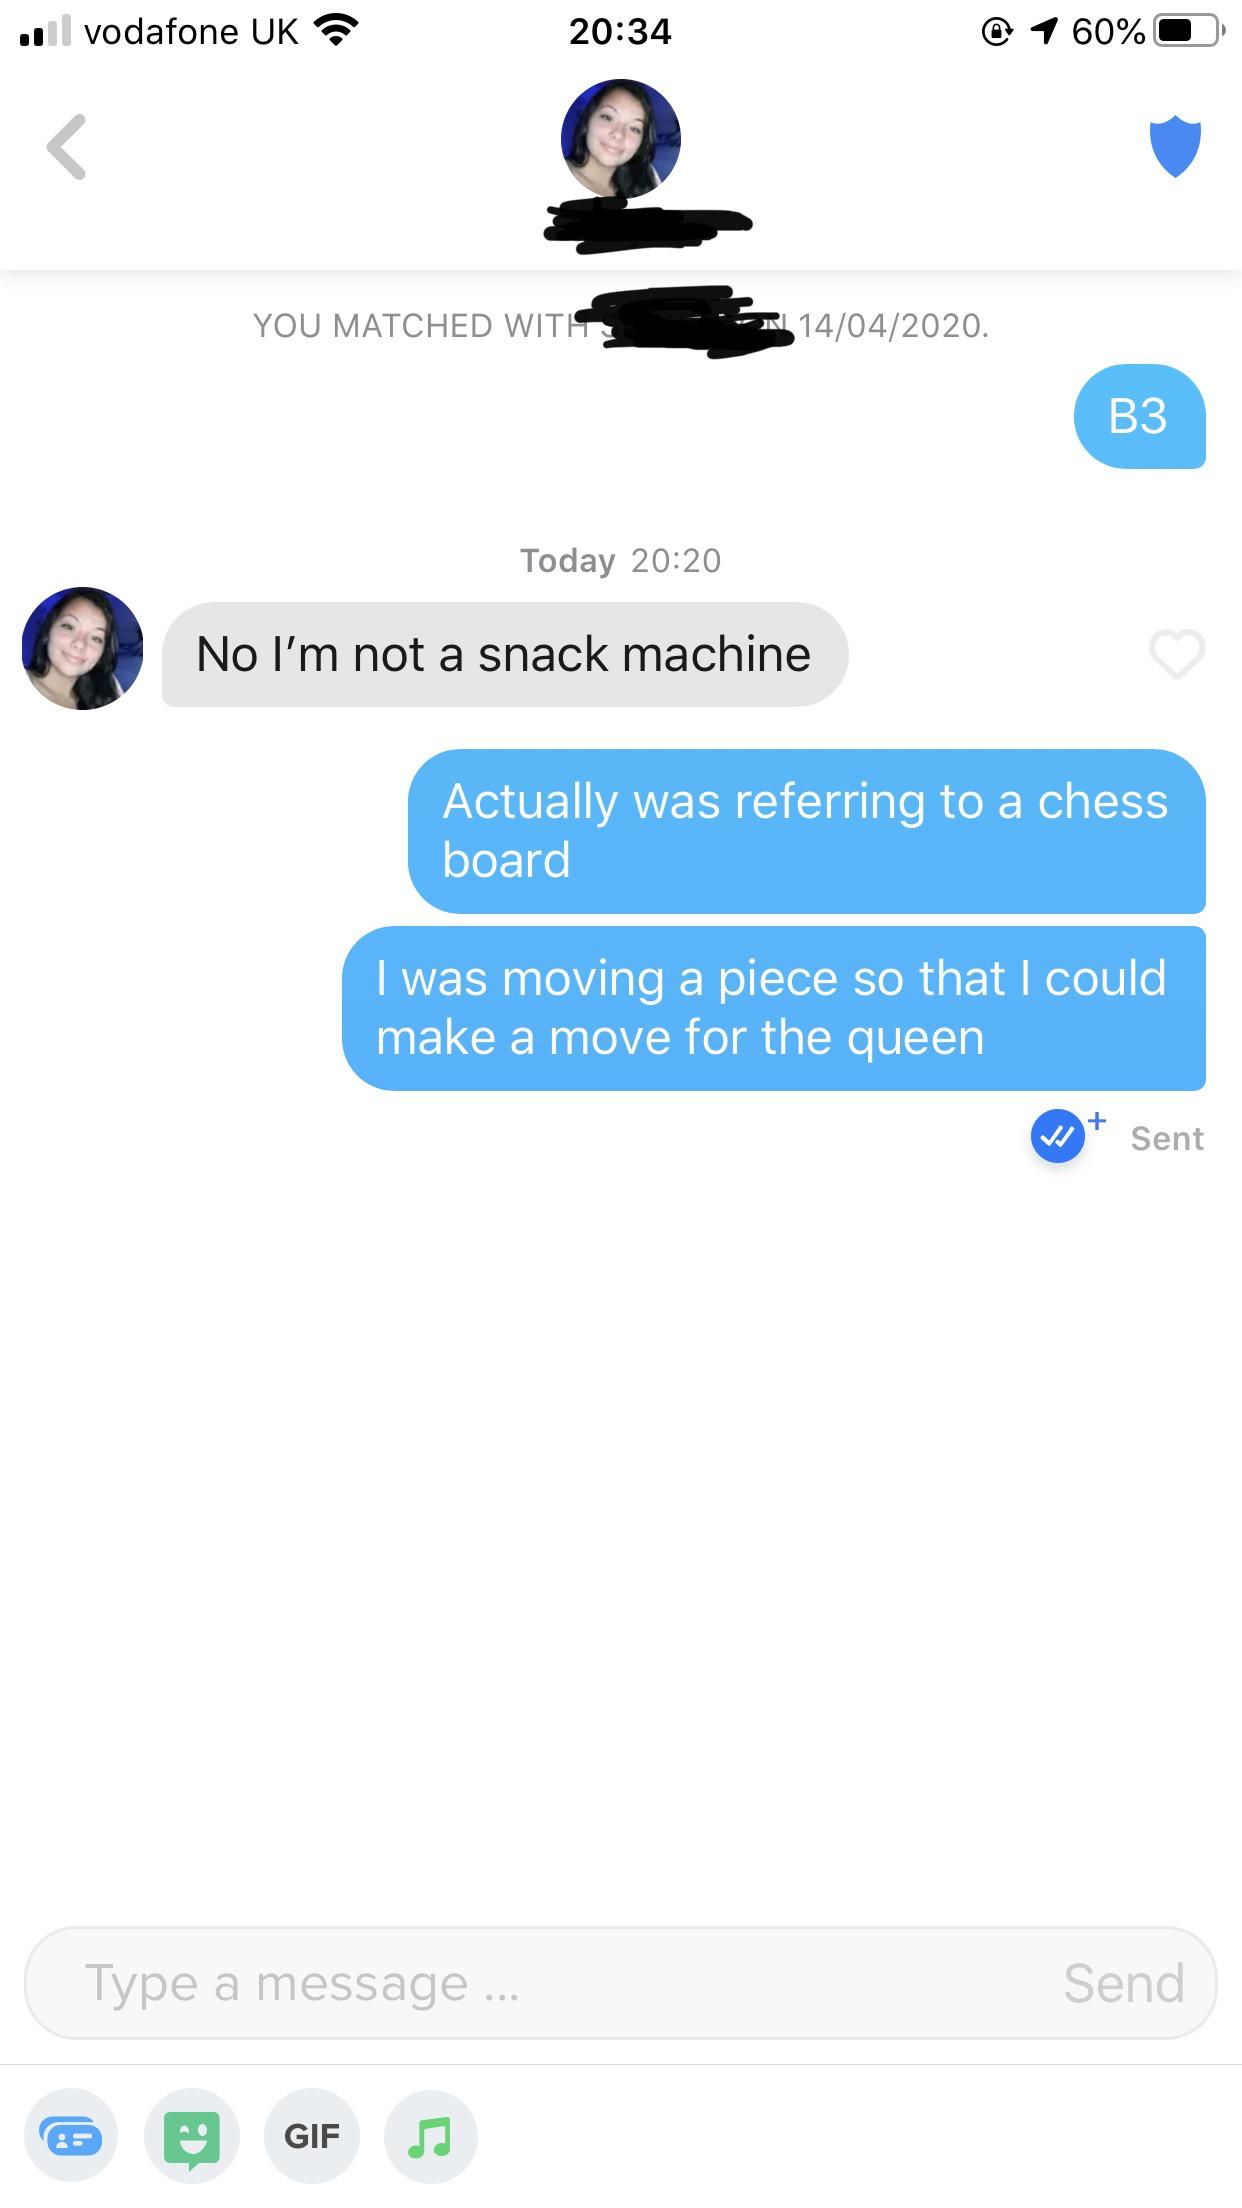 vodafone UK 20:34 60%
YOU MATCHED WITH 14/04/2020.
B3
Today 20:20
No I’m not a snack machine
Actually was referring to a chess
board
I was moving a piece so that I could
make a move for the queen
Sent
Type a message ... Send
GIF